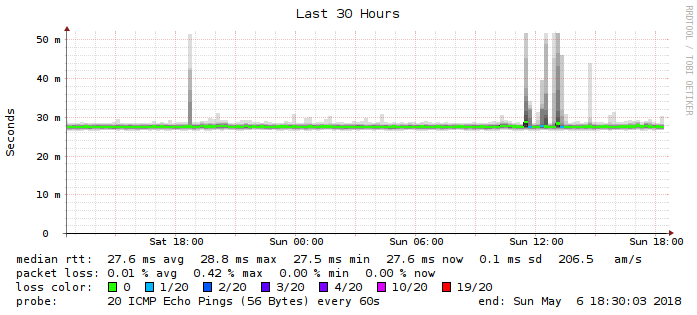 Last 30 Hours
RRDTOOL / TOBI OETIKER
50 m
40 m
30 m
20 m
10 m
0
Seconds
Sat 18:00 Sun 00:00 Sun 06:00 Sun 12:00 Sun 18:00
median rtt: 27.6 ms avg 28.8 ms max 27.5 ms min 27.6 ms now 0.1 ms sd 206.5 am/s
packet loss: 0.01 % avg 0.42 % max 0.00 % min 0.00 % now
loss color: 0 1/20 2/20 3/20 4/20 10/20 19/20
probe: 20 ICMP Echo Pings (56 Bytes) every 60s end: Sun May 6 18:30:03 2018